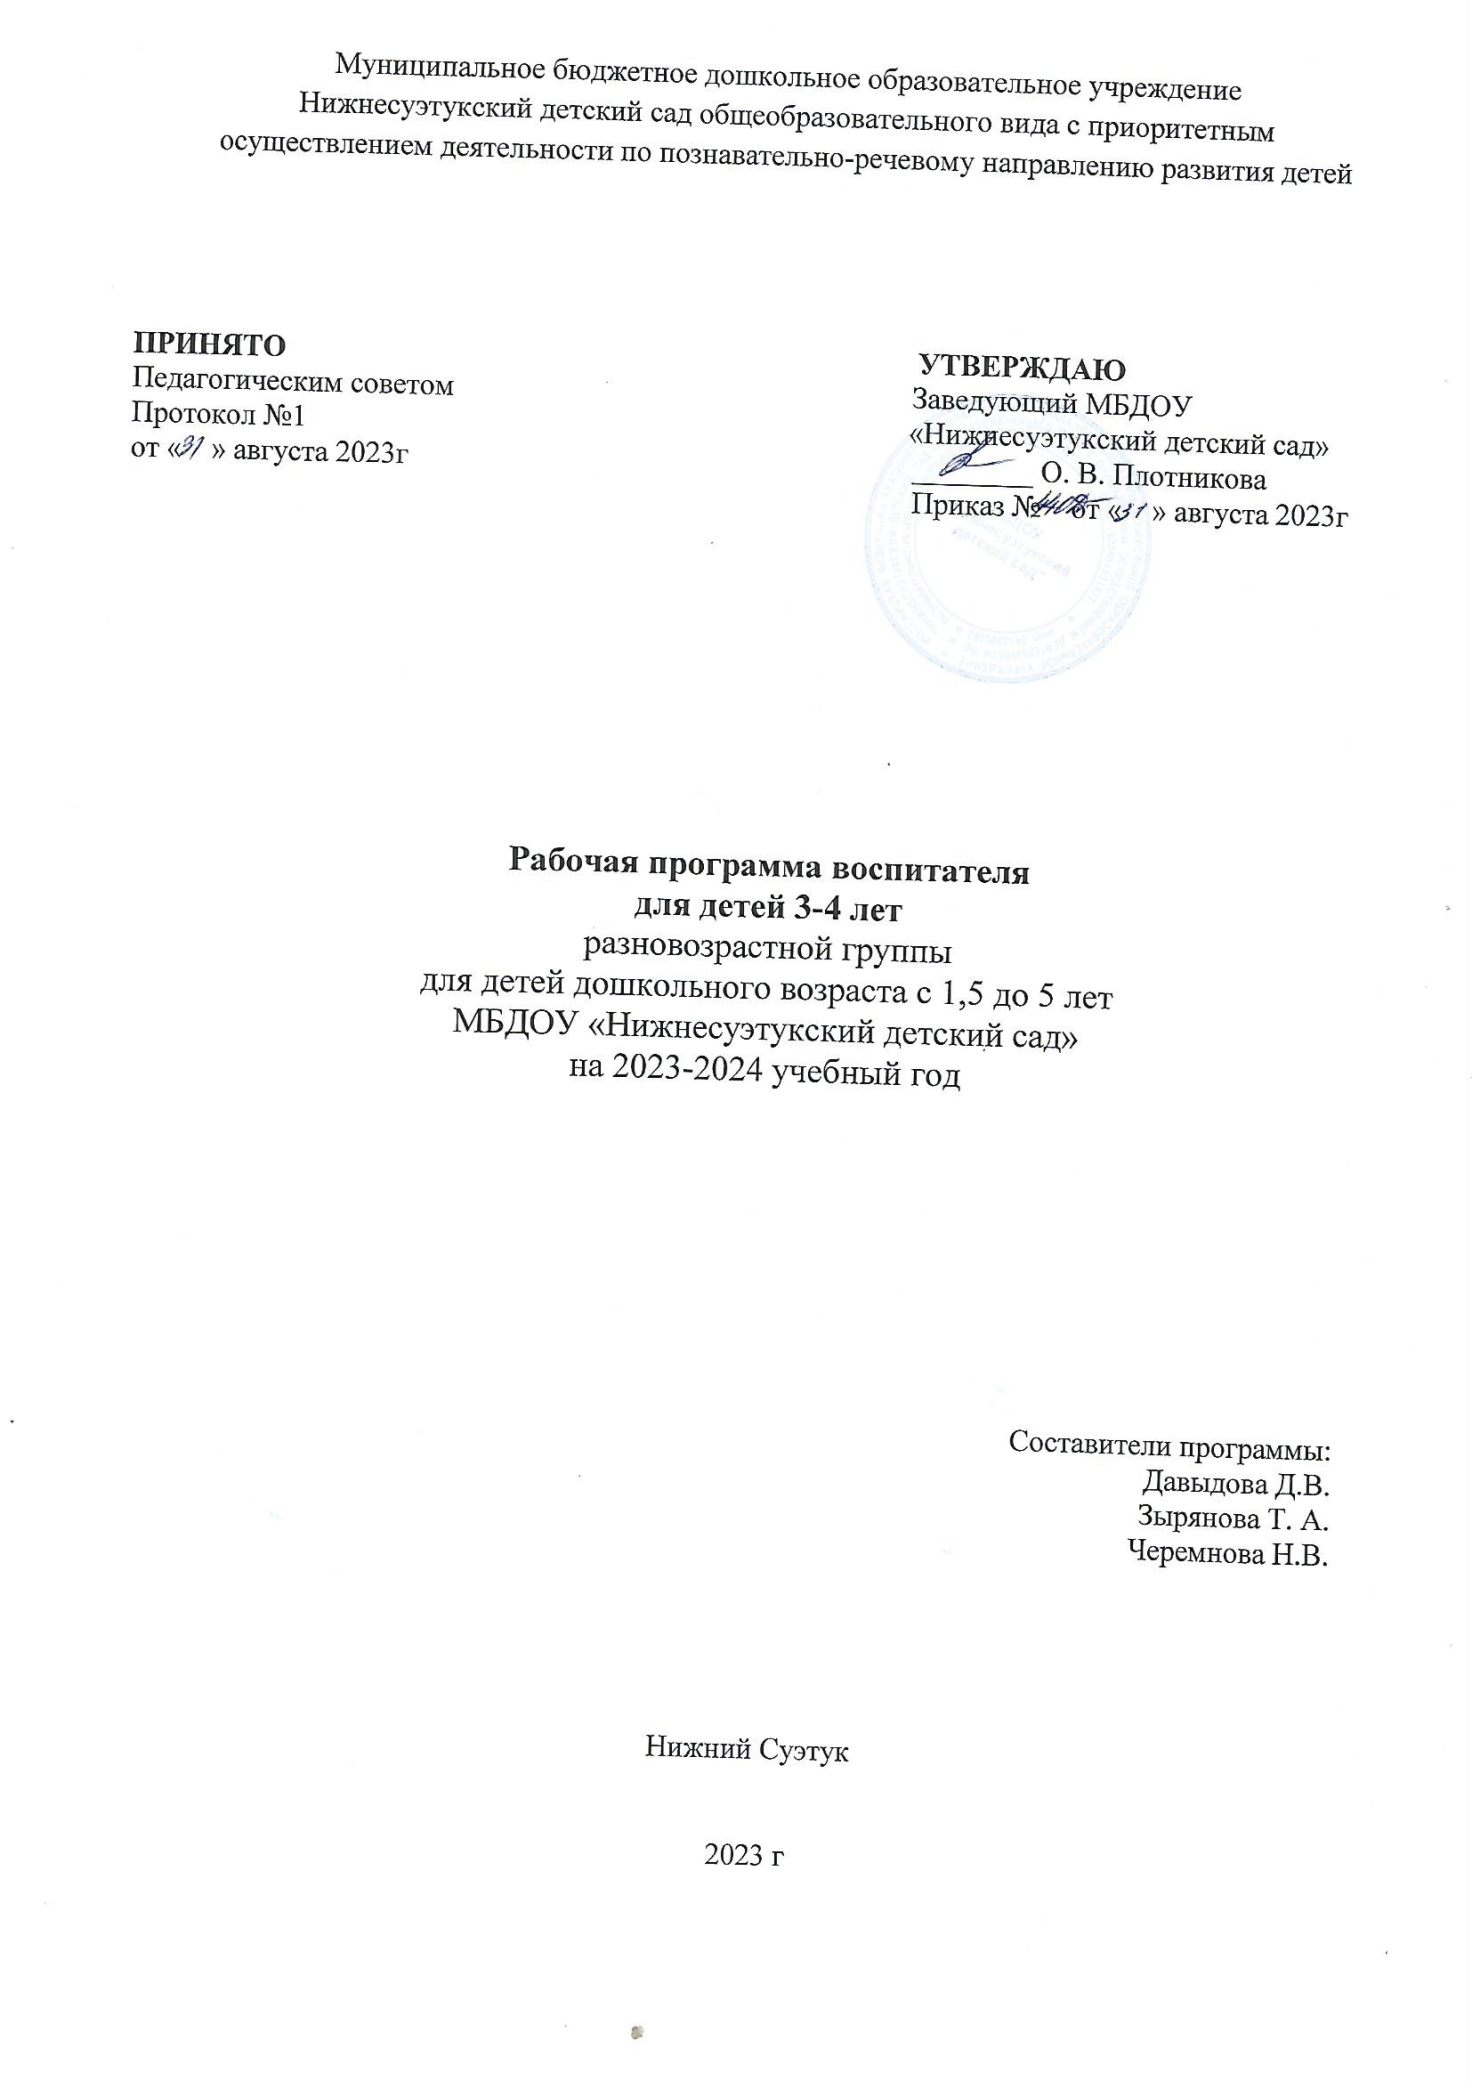 Муниципальное бюджетное дошкольное образовательное учреждение
Нижнесуэтукский детский сад общеобразовательного вида с приоритетным
осуществлением деятельности по познавательно-речевому направлению развития детей
ПРИНЯТО
Педагогическим советом
Протокол №1
от «31» августа 2023г
УТВЕРЖДАЮ
Заведующий МБДОУ
«Нижнесуэтукский детский сад»
_________ О. В. Плотникова
Приказ № от «31» августа 2023г
детский сад"
Рабочая программа воспитателя
для детей 3-4 лет
разновозрастной группы
для детей дошкольного возраста с 1,5 до 5 лет
МБДОУ «Нижнесуэтукский детский сад»
на 2023-2024 учебный год
Составители программы:
Давыдова Д.В.
Зырянова Т. А.
Черемнова Н.В.
Нижний Суэтук
2023 г